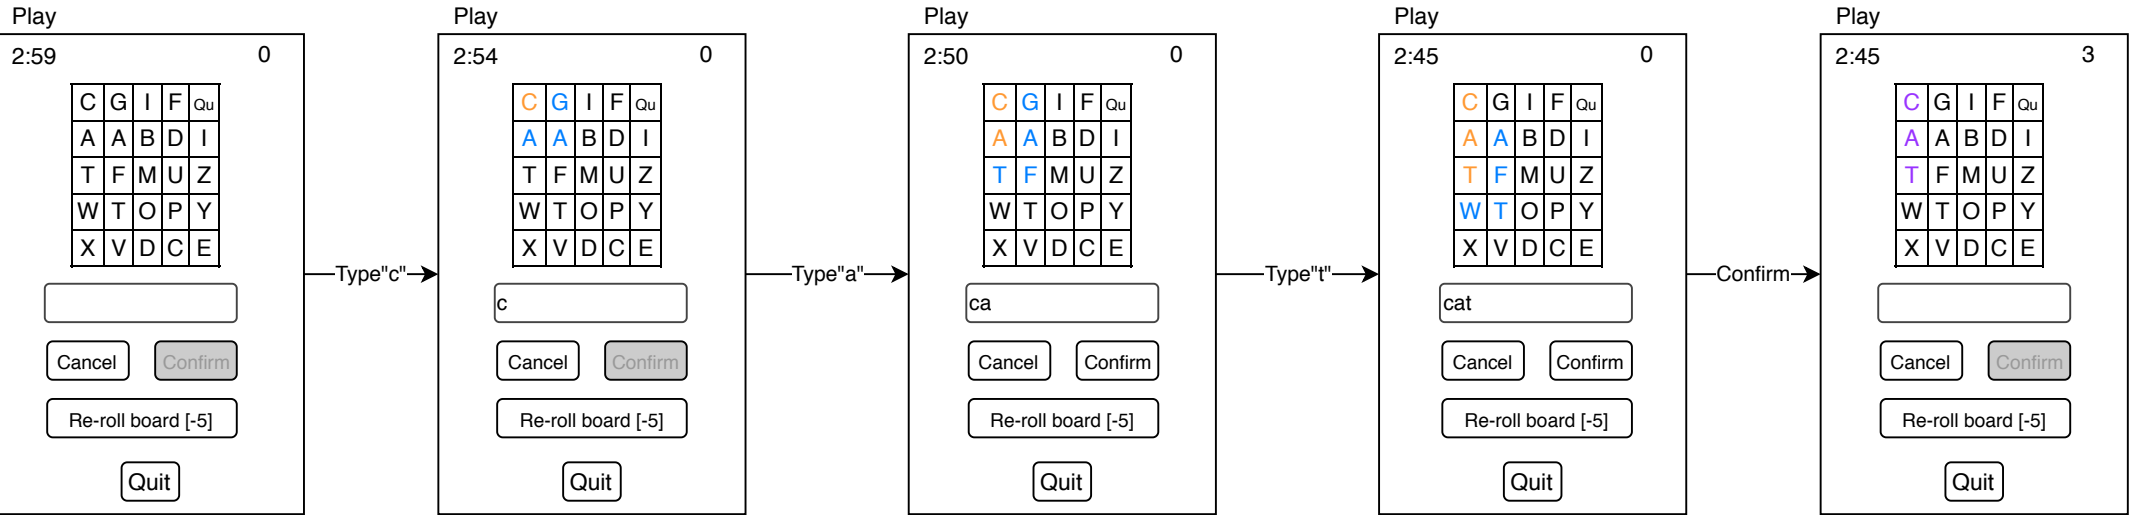 Play
2:59 0
C G I F Qu
A A B D I
T F M U Z
W T O P Y
X V D C E
Cancel Confirm
Re-roll board [-5]
Quit
Type"c"
Play
2:54 0
C G I F Qu
A A B D I
T F M U Z
W T O P Y
X V D C E
c
Cancel Confirm
Re-roll board [-5]
Quit
Type"a"
Play
2:50 0
C G I F Qu
A A B D I
T F M U Z
W T O P Y
X V D C E
ca
Cancel Confirm
Re-roll board [-5]
Quit
Type"t"
Play
2:45 0
C G I F Qu
A A B D I
T F M U Z
W T O P Y
X V D C E
cat
Cancel Confirm
Re-roll board [-5]
Quit
Confirm
Play
2:45 3
C G I F Qu
A A B D I
T F M U Z
W T O P Y
X V D C E
Cancel Confirm
Re-roll board [-5]
Quit